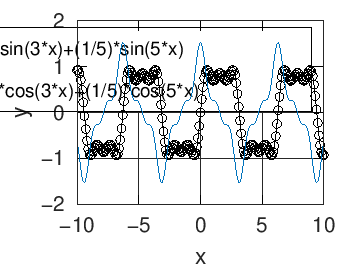 2
sin(3*x)+(1/5)*sin(5*x)
1
*cos(3*x)+(1/5)*cos(5*x)
y
0
−1
−2
−10
−5
0
5
10
x